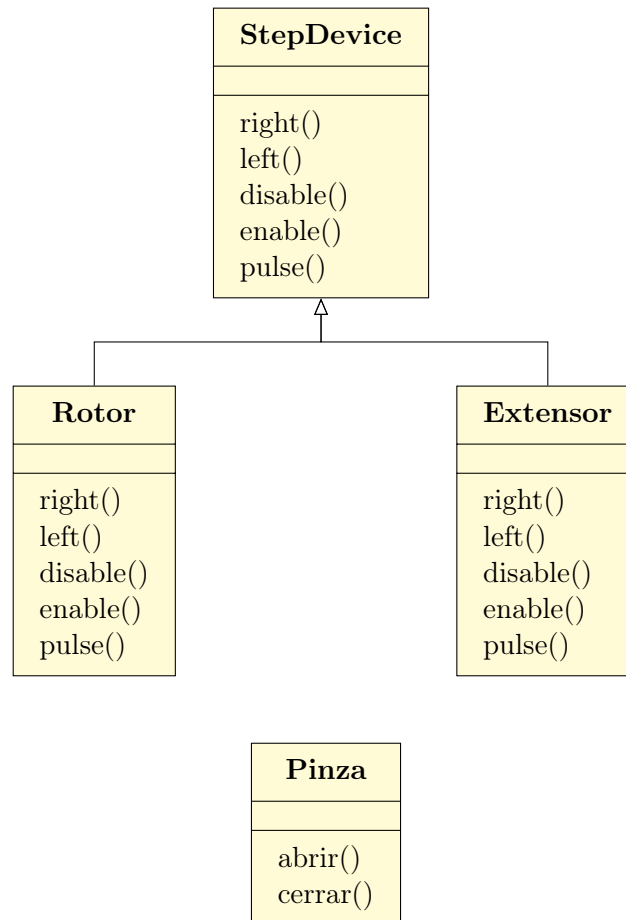 StepDevice
right()
left()
disable()
enable()
pulse()
Rotor
right()
left()
disable()
enable()
pulse()
Extensor
right()
left()
disable()
enable()
pulse()
Pinza
abrir()
cerrar()